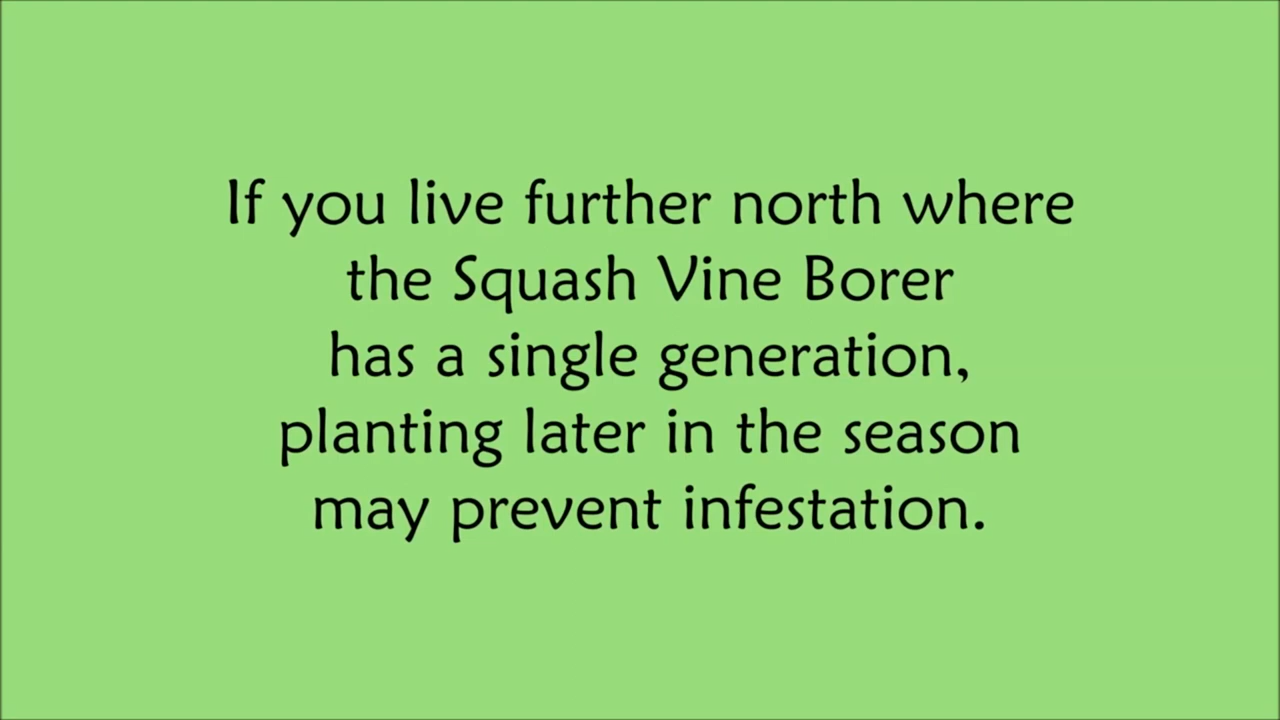 If you live further north where
the Squash Vine Borer
has a single generation,
planting later in the season
may prevent infestation.